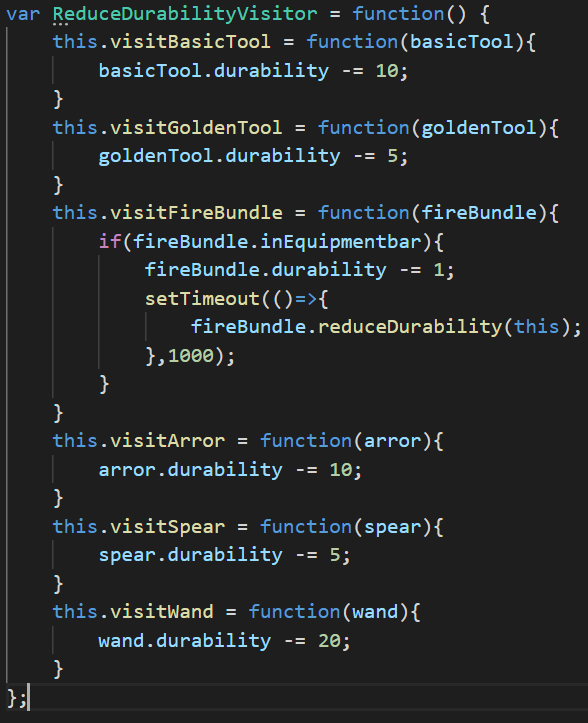 var ReduceDurabilityVisitor = function() {
    this.visitBasicTool = function(basicTool){
        basicTool.durability -= 10;
    }
    this.visitGoldenTool = function(goldenTool){
        goldenTool.durability -= 5;
    }
    this.visitFireBundle = function(fireBundle){
        if(fireBundle.inEquipmentbar){
            fireBundle.durability -= 1;
            setTimeout(()=>{
                fireBundle.reduceDurability(this);
            },1000);
        }
    }
    this.visitArror = function(arror){
        arror.durability -= 10;
    }
    this.visitSpear = function(spear){
        spear.durability -= 5;
    }
    this.visitWand = function(wand){
        wand.durability -= 20;
    }
};